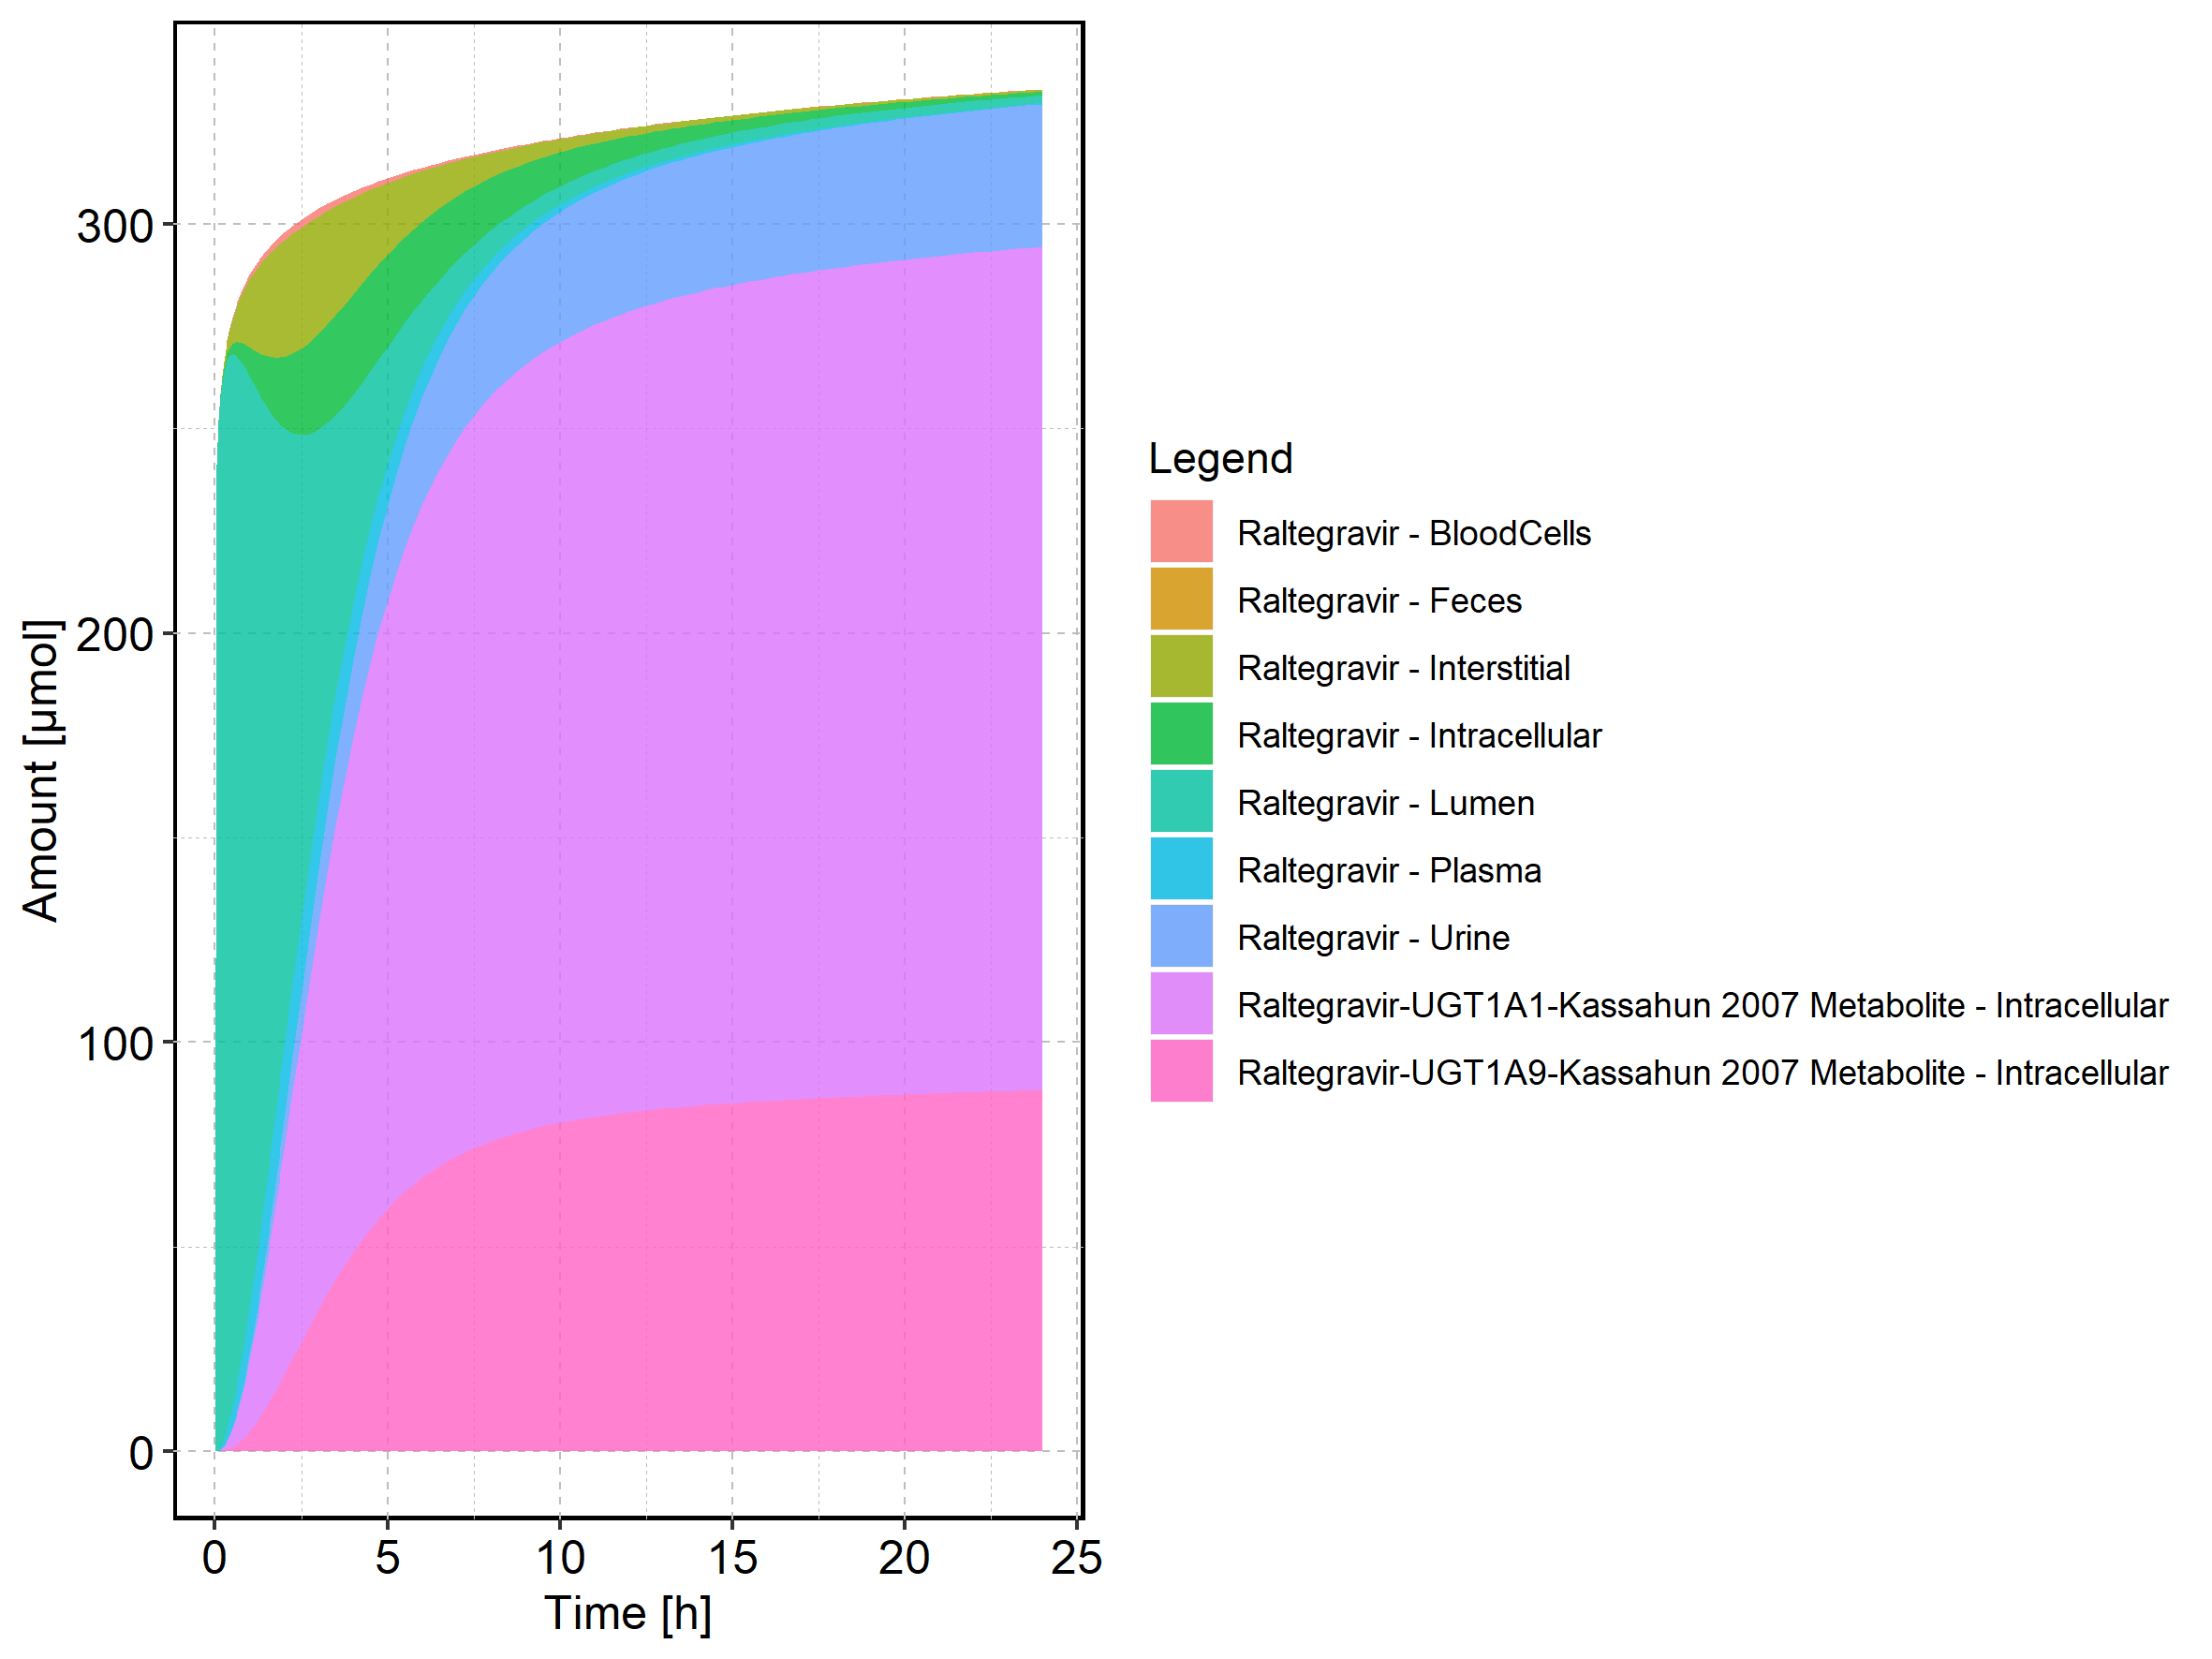 Amount [µmol]
300
200
100
0
0 5 10 15 20 25
Time [h]
Legend
Raltegravir - BloodCells
Raltegravir - Feces
Raltegravir - Interstitial
Raltegravir - Intracellular
Raltegravir - Lumen
Raltegravir - Plasma
Raltegravir - Urine
Raltegravir-UGT1A1-Kassahun 2007 Metabolite - Intracellular
Raltegravir-UGT1A9-Kassahun 2007 Metabolite - Intracellular